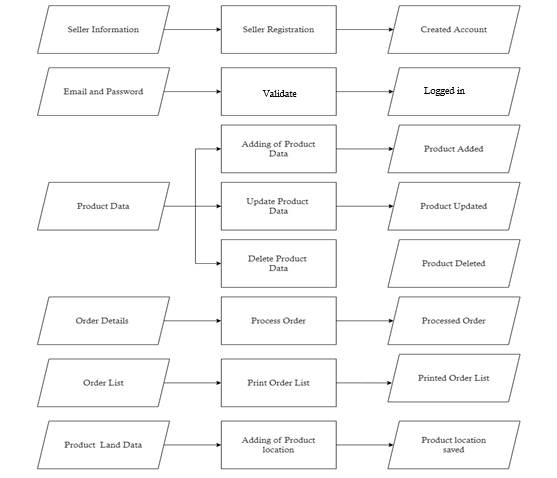 Seller Information
Seller Registration
Created Account
Email and Password
Validate
Logged in
Adding of Product
Data
Product Added
Product Data
Update Product
Data
Product Updated
Delete Product
Data
Product Deleted
Order Details
Process Order
Processed Order
Order List
Print Order List
Printed Order List
Product Land Data
Adding of Product
location
Product location
saved